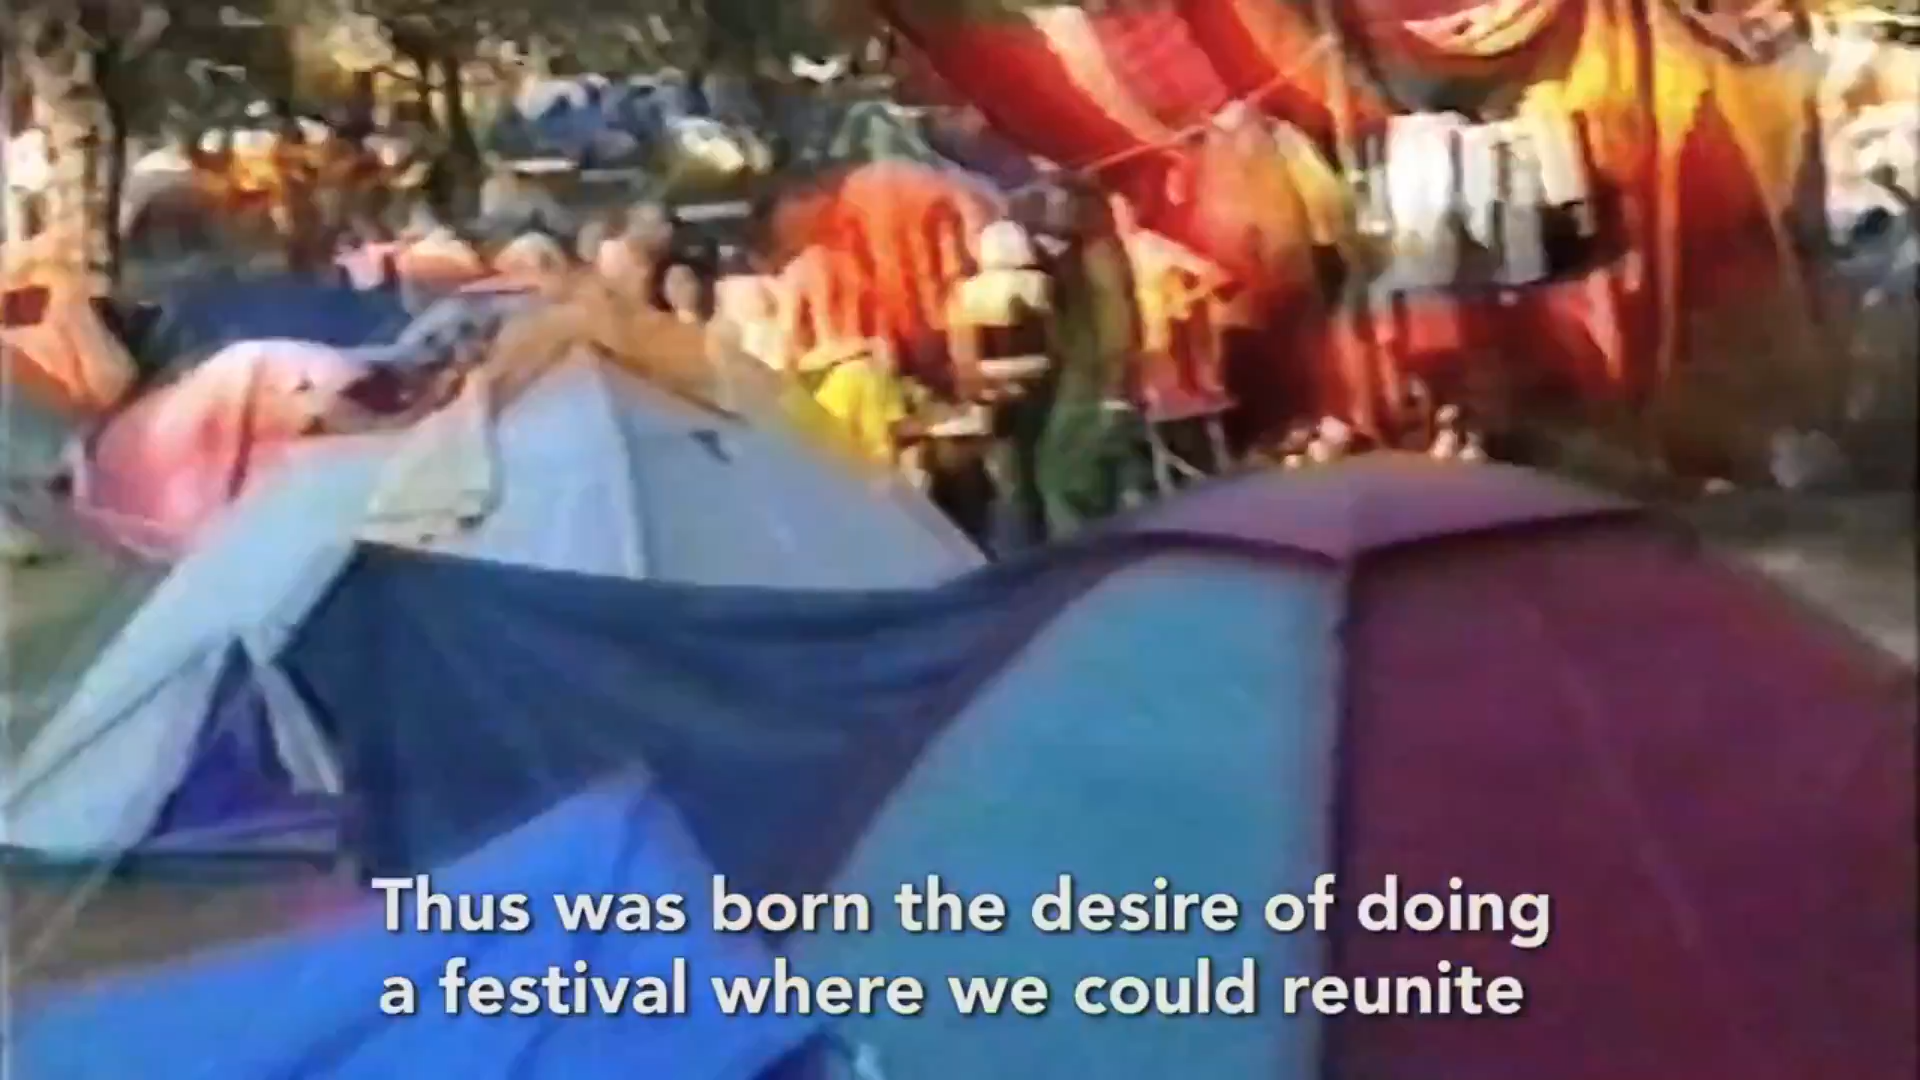 Thus was born the desire of doing
a festival where we could reunite